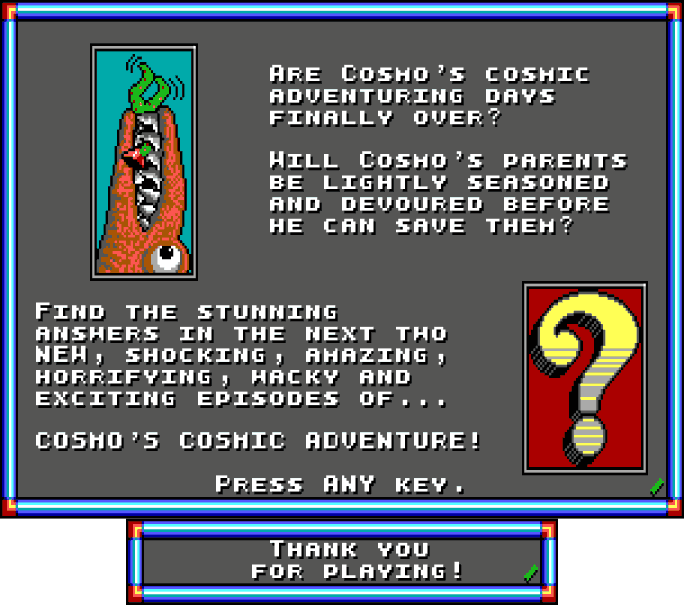 Are Cosmo's cosmic
adventuring days
finally over?
Will Cosmo's parents
be lightly seasoned
and devoured before
he can save them?
Find the stunning
answers in the next two
NEW, shocking, amazing,
horrifying, wacky and
exciting episodes of...
COSMO'S COSMIC ADVENTURE!
Press ANY key.
Thank you
for playing!